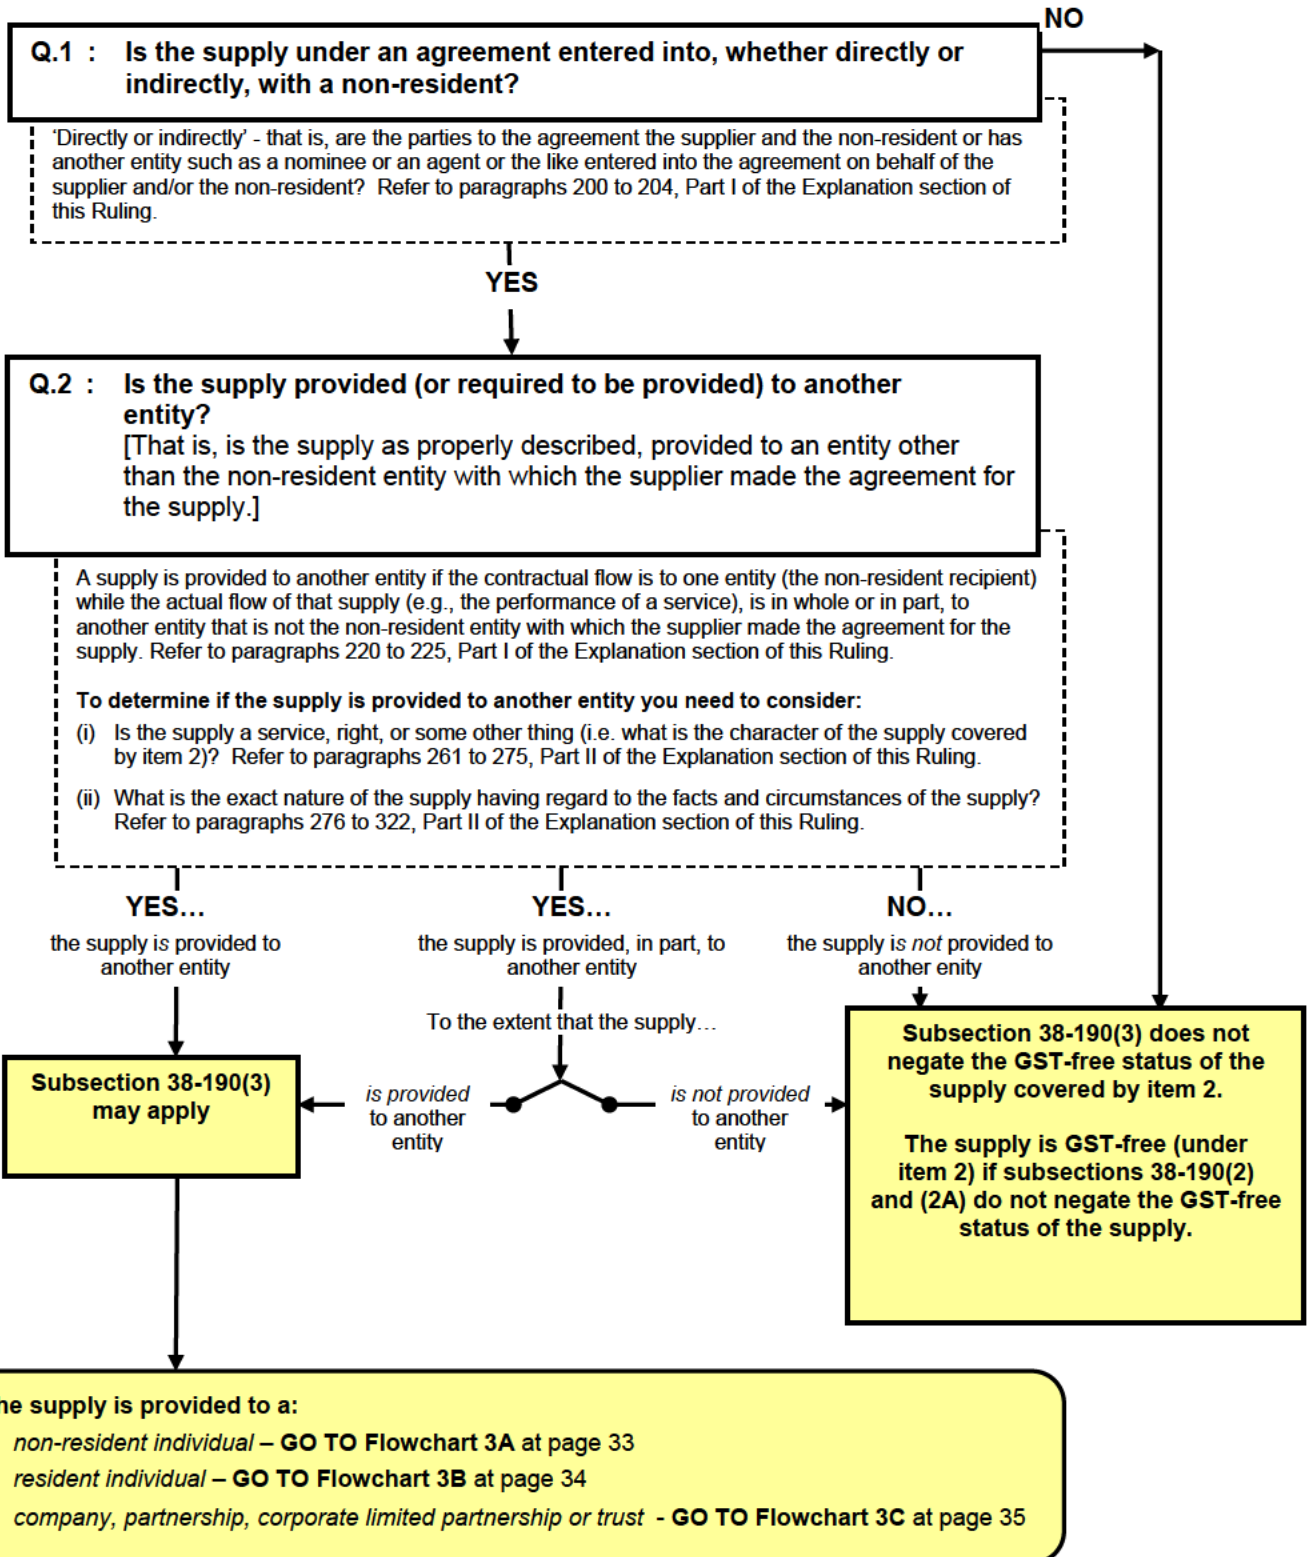 NO
Q.1 : Is the supply under an agreement entered into, whether directly or
indirectly, with a non-resident?
‘Directly or indirectly’ - that is, are the parties to the agreement the supplier and the non-resident or has
another entity such as a nominee or an agent or the like entered into the agreement on behalf of the
supplier and/or the non-resident? Refer to paragraphs 200 to 204, Part I of the Explanation section of
this Ruling.
YES
Q.2 : Is the supply provided (or required to be provided) to another
entity?
[That is, is the supply as properly described, provided to an entity other
than the non-resident entity with which the supplier made the agreement for
the supply.]
A supply is provided to another entity if the contractual flow is to one entity (the non-resident recipient)
while the actual flow of that supply (e.g., the performance of a service), is in whole or in part, to
another entity that is not the non-resident entity with which the supplier made the agreement for the
supply. Refer to paragraphs 220 to 225, Part I of the Explanation section of this Ruling.
To determine if the supply is provided to another entity you need to consider:
(i) Is the supply a service, right, or some other thing (i.e. what is the character of the supply covered
by item 2)? Refer to paragraphs 261 to 275, Part II of the Explanation section of this Ruling.
(ii) What is the exact nature of the supply having regard to the facts and circumstances of the supply?
Refer to paragraphs 276 to 322, Part II of the Explanation section of this Ruling.
YES…
the supply is provided to
another entity
YES…
the supply is provided, in part, to
another entity
NO…
the supply is not provided to
another enity
To the extent that the supply…
is provided
to another
entity
is not provided
to another
entity
Subsection 38-190(3)
may apply
Subsection 38-190(3) does not
negate the GST-free status of the
supply covered by item 2.
The supply is GST-free (under
item 2) if subsections 38-190(2)
and (2A) do not negate the GST-free
status of the supply.
he supply is provided to a:
non-resident individual – GO TO Flowchart 3A at page 33
resident individual – GO TO Flowchart 3B at page 34
company, partnership, corporate limited partnership or trust - GO TO Flowchart 3C at page 35